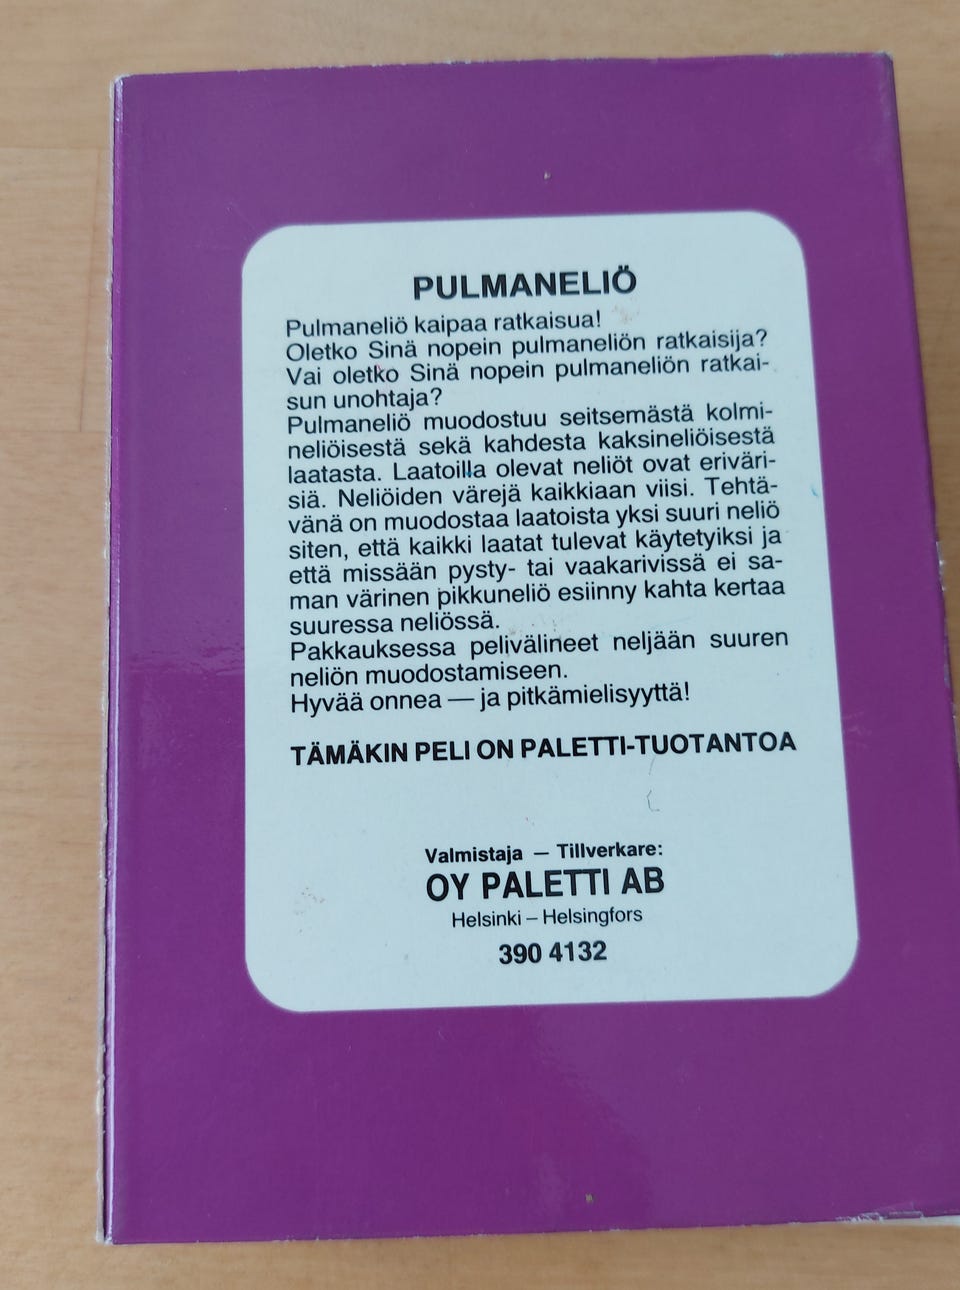 PULMANELIÖ
Pulmaneliö kaipaa ratkaisua!
Oletko Sinä nopein pulmaneliön ratkaisija?
Vai oletko Sinä nopein pulmaneliön ratkai-
sun unohtaja?
Pulmaneliö muodostuu seitsemästä kolmi-
neliöisestä sekä kahdesta kaksineliöisestä
laatasta. Laatoilla olevat neliöt ovat eriväri-
siä. Neliöiden värejä kaikkiaan viisi. Tehtä-
vänä on muodostaa laatoista yksi suuri neliö
siten, että kaikki laatat tulevat käytetyiksi ja
että missään pysty- tai vaakarivissä ei sa-
man värinen pikkuneliö esiinny kahta kertaa
suuressa neliössä.
Pakkauksessa pelivälineet neljään suuren
neliön muodostamiseen.
Hyvää onnea — ja pitkämielisyyttä!
TÄMÄKIN PELI ON PALETTI-TUOTANTOA
Valmistaja – Tillverkare:
OY PALETTI AB
Helsinki – Helsingfors
390 4132